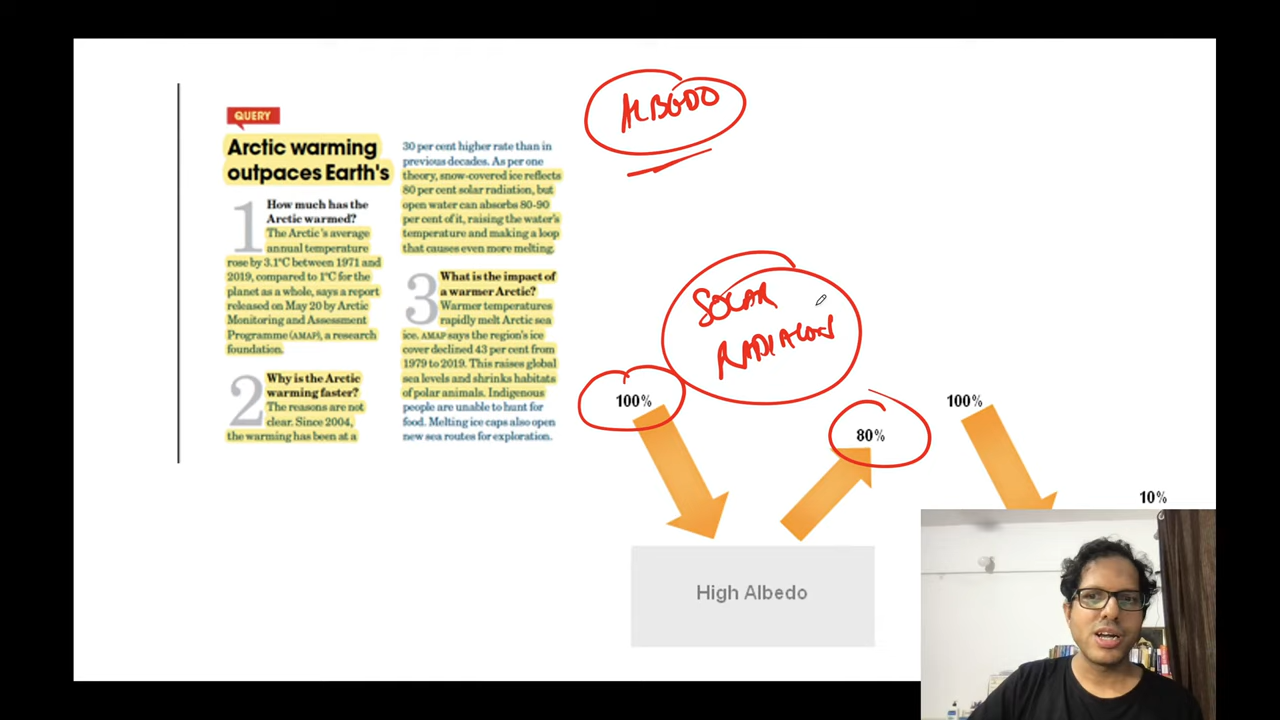 QUERY
Arctic warming
outpaces Earth's
1
How much has the
Arctic warmed?
The Arctic's average
annual temperature
rose by 3.1°C between 1971 and
2019, compared to 1°C for the
planet as a whole, says a report
released on May 20 by Arctic
Monitoring and Assessment
Programme (AMAP), a research
foundation.
2
Why is the Arctic
warming faster?
The reasons are not
clear. Since 2004,
the warming has been at a
30 per cent higher rate than in
previous decades. As per one
theory, snow-covered ice reflects
80 per cent solar radiation, but
open water can absorbs 80-90
per cent of it, raising the water's
temperature and making a loop
that causes even more melting.
3
What is the impact of
a warmer Arctic?
Warmer temperatures
rapidly melt Arctic sea
ice. AMAP says the region's ice
cover declined 43 per cent from
1979 to 2019. This raises global
sea levels and shrinks habitats
of polar animals. Indigenous
people are unable to hunt for
food. Melting ice caps also open
new sea routes for exploration.
ALBEDO
SOLAR
100%
80%
100%
10%
High Albedo